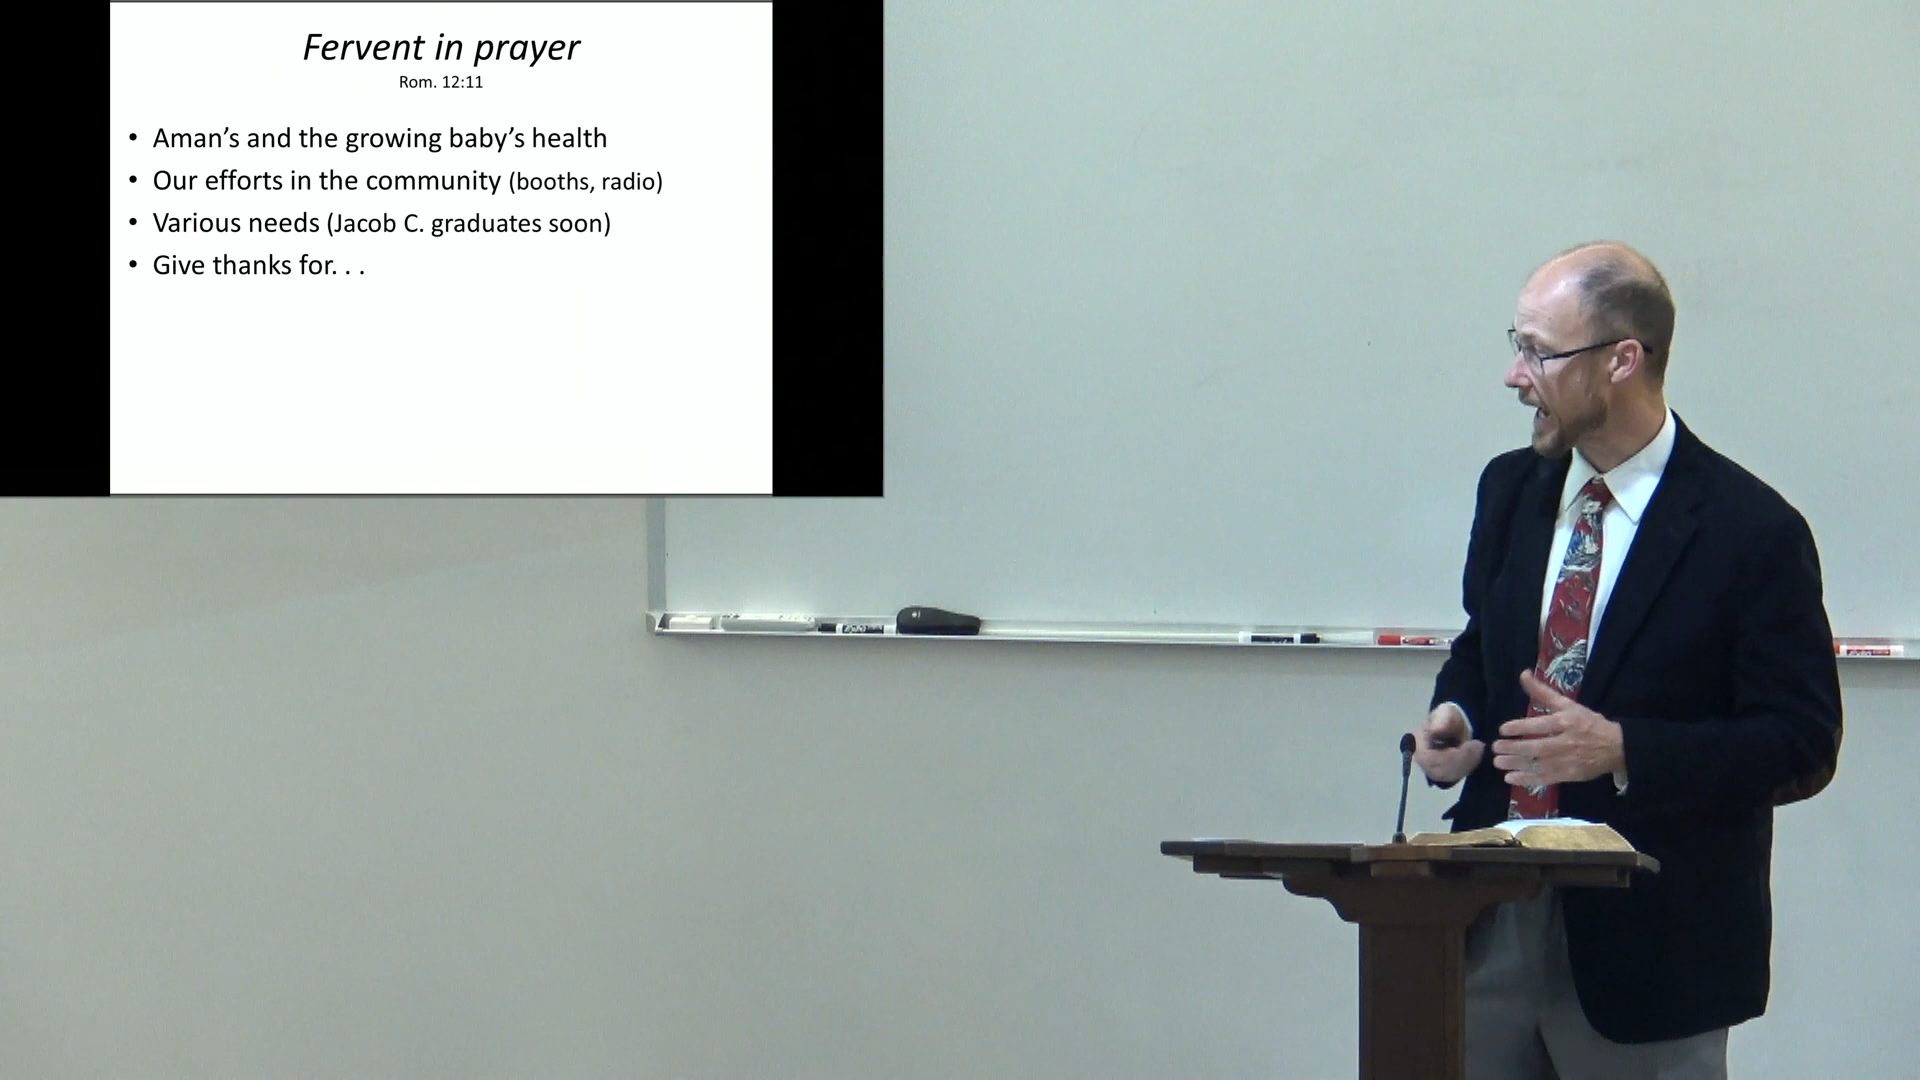 Fervent in prayer
Rom. 12:11
• Aman’s and the growing baby’s health
• Our efforts in the community (booths, radio)
• Various needs (Jacob C. graduates soon)
• Give thanks for. . .